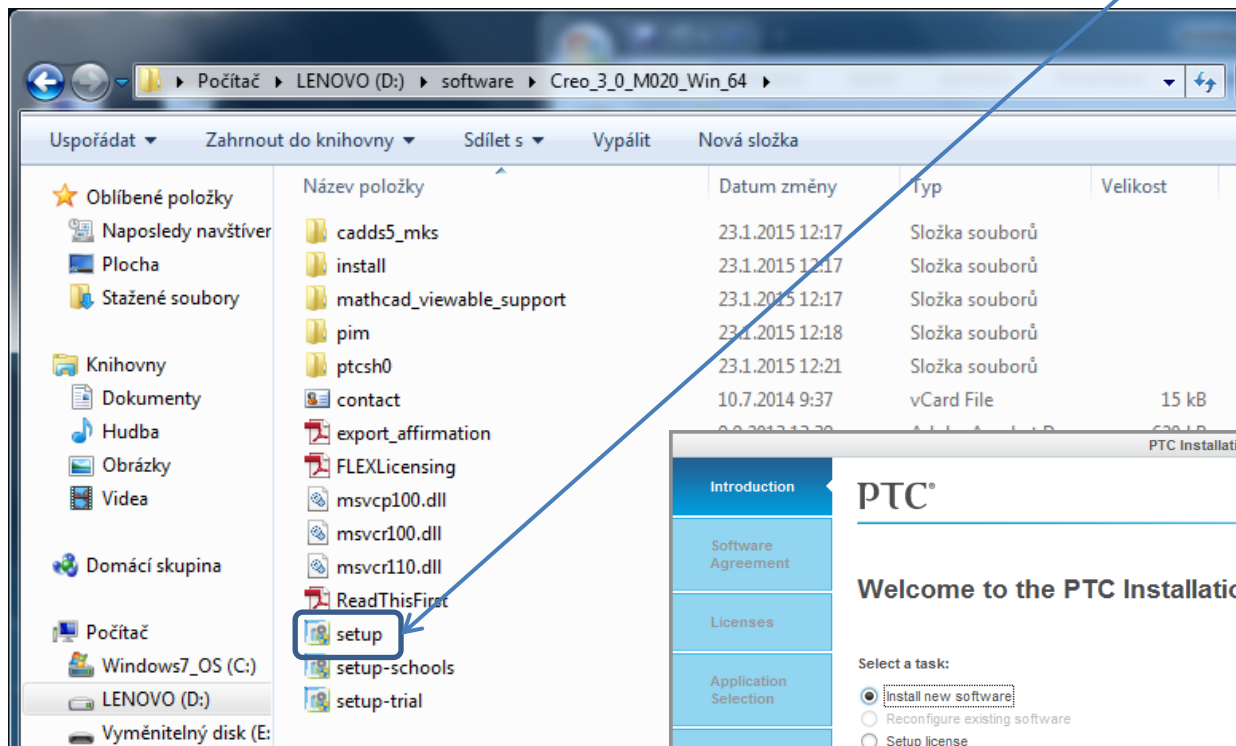 Počítač LENOVO (D:) software Creo_3_0_M020_Win_64
Uspořádat Zahrnout do knihovny Sdílet s Vypálit Nová složka
Oblíbené položky
Naposledy navštíver
Plocha
Stažené soubory
Knihovny
Dokumenty
Hudba
Obrázky
Videa
Domácí skupina
Počítač
Windows7_OS (C:)
LENOVO (D:)
Vyměnitelný disk (E:
Název položky Datum změny Typ Velikost
cadds5_mks 23.1.2015 12:17 Složka souborů
install 23.1.2015 12:17 Složka souborů
mathcad_viewable_support 23.1.2015 12:17 Složka souborů
pim 23.1.2015 12:18 Složka souborů
ptcsh0 23.1.2015 12:21 Složka souborů
contact 10.7.2014 9:37 vCard File 15 kB
export_affirmation
FLEXLicensing
msvcp100.dll
msvcr100.dll
msvcr110.dll
ReadThisFirst
setup
setup-schools
setup-trial
PTC Installati
Introduction
Software
Agreement
Licenses
Application
Selection
PTC®
Welcome to the PTC Installatio
Select a task:
Install new software
Reconfigure existing software
Setup license